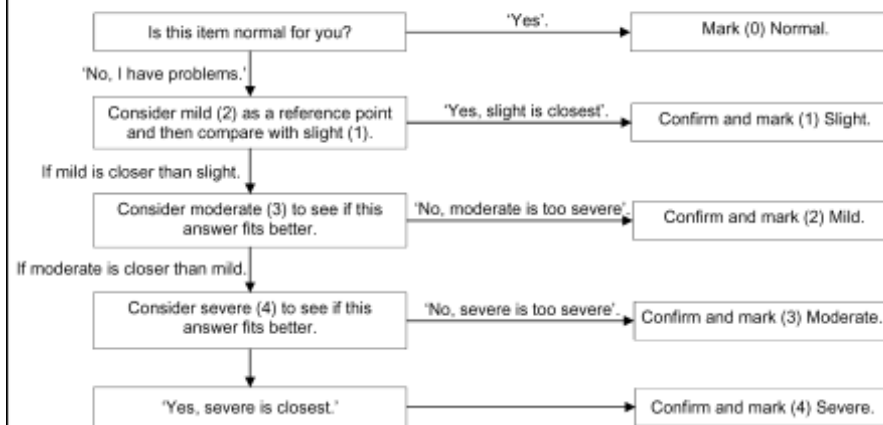 Is this item normal for you?
'Yes'.
Mark (0) Normal.
'No, I have problems.'
Consider mild (2) as a reference point
and then compare with slight (1).
'Yes, slight is closest'.
Confirm and mark (1) Slight.
If mild is closer than slight.
Consider moderate (3) to see if this
answer fits better.
'No, moderate is too severe'.
Confirm and mark (2) Mild.
If moderate is closer than mild.
Consider severe (4) to see if this
answer fits better.
'No, severe is too severe'.
Confirm and mark (3) Moderate.
'Yes, severe is closest.'
Confirm and mark (4) Severe.